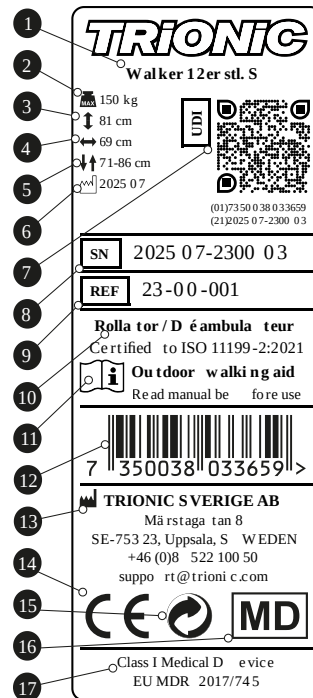 1
TRiONiC
Walker 12er stl. S
2
MAX 150 kg
3
81 cm
4
69 cm
5
71-86 cm
6
2025 07
UDI
(01)7350038033659
(21)202507-2300 03
7
8
SN 202507-2300 03
9
REF 23-00-001
10
Rollator/Déambulateur
Certified to ISO 11199-2:2021
11
i Outdoor walking aid
Read manual before use
12
7 350038 033659 >
13
TRIONIC SVERIGE AB
Märstagatan 8
SE-753 23, Uppsala, SWEDEN
+46 (0)8 522 100 50
support@trionic.com
14
CE
15
16
MD
17
Class I Medical Device
EU MDR 2017/745